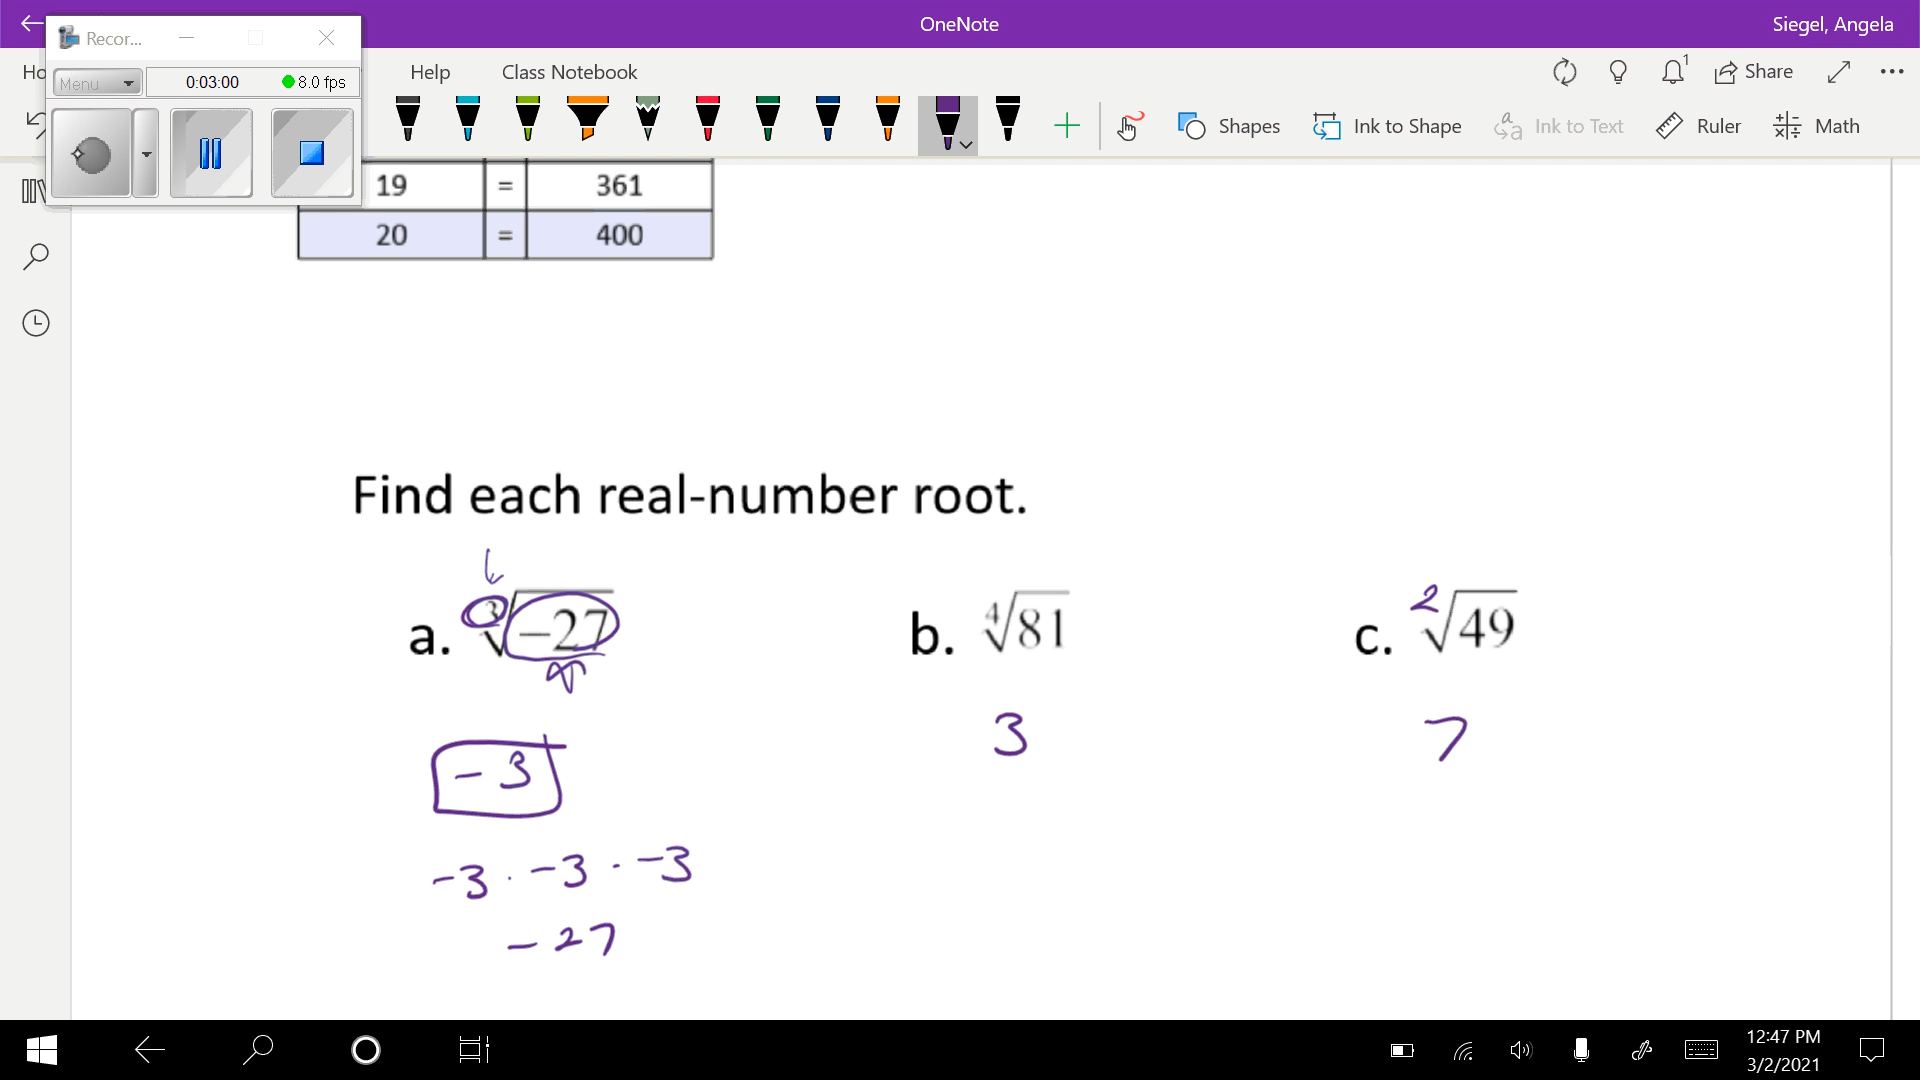 OneNote
Siegel, Angela
Recor...
Ho
Help
Class Notebook
1
Share
Menu
0:03:00
8.0 fps
Shapes
Ink to Shape
Ink to Text
Ruler
Math
19 = 361
20 = 400
Find each real-number root.
a. ∛-27
b. ∜81
c. ²√49
-3
3
7
-3 · -3 · -3
-27
12:47 PM
3/2/2021